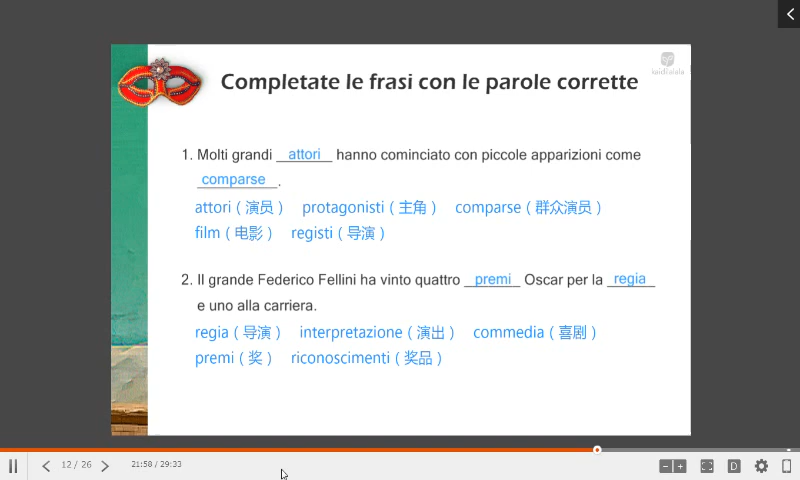 Completate le frasi con le parole corrette
kaidilalala
1. Molti grandi attori hanno cominciato con piccole apparizioni come
comparse.
attori ( 演员 ) protagonisti ( 主角 ) comparse ( 群众演员 )
film ( 电影 ) registi ( 导演 )
2. Il grande Federico Fellini ha vinto quattro premi Oscar per la regia
e uno alla carriera.
regia ( 导演 ) interpretazione ( 演出 ) commedia ( 喜剧 )
premi ( 奖 ) riconoscimenti ( 奖品 )
12 / 26 21:58 / 29:33 D